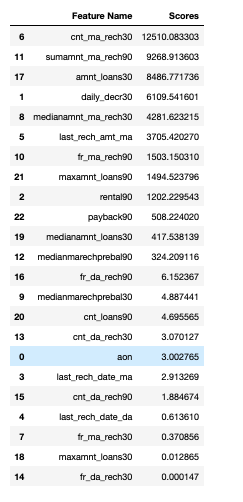 Feature Name Scores
6 cnt_ma_rech30 12510.083303
11 sumamnt_ma_rech90 9268.913603
17 amnt_loans30 8486.771736
1 daily_decr30 6109.541601
8 medianamnt_ma_rech30 4281.623215
5 last_rech_amt_ma 3705.420270
10 fr_ma_rech90 1503.150310
21 maxamnt_loans90 1494.523796
2 rental90 1202.229543
22 payback90 508.224020
19 medianamnt_loans30 417.538139
12 medianmarechprebal90 324.209116
16 fr_da_rech90 6.152367
9 medianmarechprebal30 4.887441
20 cnt_loans90 4.695565
13 cnt_da_rech30 3.070127
0 aon 3.002765
3 last_rech_date_ma 2.913269
15 cnt_da_rech90 1.884674
4 last_rech_date_da 0.613610
7 fr_ma_rech30 0.370856
18 maxamnt_loans30 0.012865
14 fr_da_rech30 0.000147